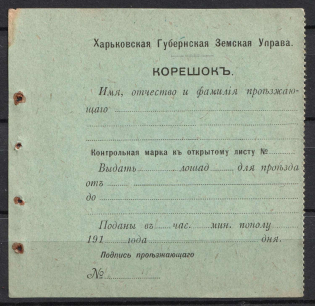 Харьковская Губернская Земская Управа.
КОРЕШОКЪ.
Имя, отчество и фамилія проѣзжаю-
щаго
Контрольная марка къ открытому листу №
Выдать лошад для проѣзда
отъ
до
Поданы въ час. мин. пополу
191 года дня.
Подпись проѣзжающаго
№